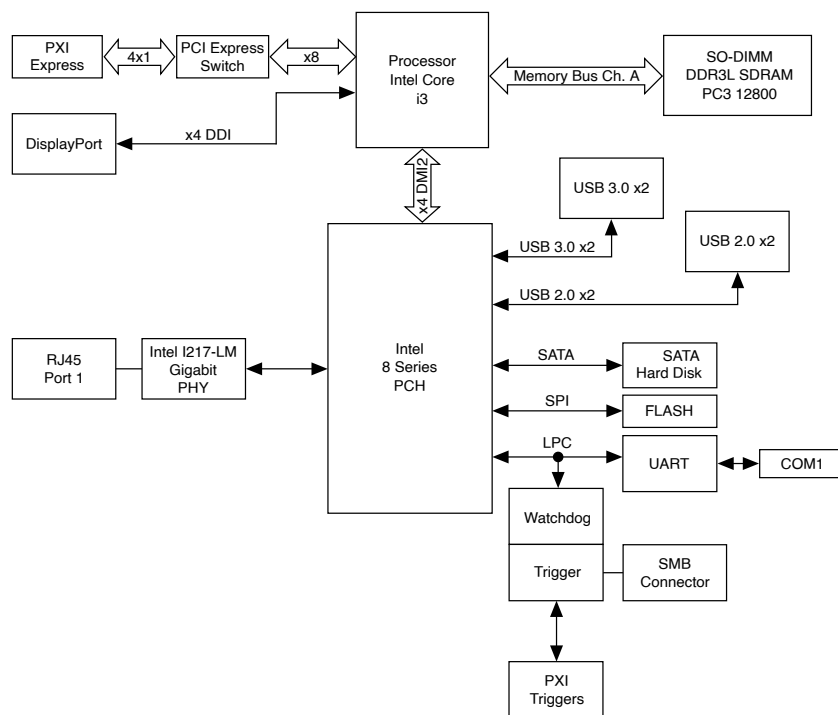 PXI
Express
4x1
PCI Express
Switch
x8
Processor
Intel Core
i3
Memory Bus Ch. A
SO-DIMM
DDR3L SDRAM
PC3 12800
DisplayPort
x4 DDI
x4 DMI2
USB 3.0 x2
USB 2.0 x2
USB 3.0 x2
USB 2.0 x2
RJ45
Port 1
Intel I217-LM
Gigabit
PHY
Intel
8 Series
PCH
SATA
SATA
Hard Disk
SPI
FLASH
LPC
UART
COM1
Watchdog
Trigger
SMB
Connector
PXI
Triggers